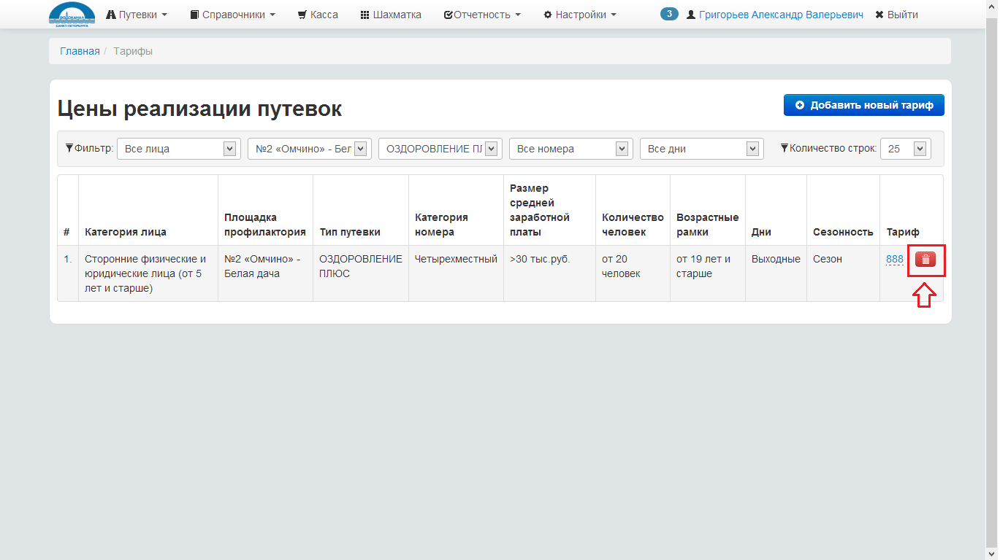 ВОДОКАНАЛ
САНКТ-ПЕТЕРБУРГА
Путевки Справочники Касса Шахматка Отчетность Настройки 3 Григорьев Александр Валерьевич Выйти
Главная / Тарифы
Цены реализации путевок
Добавить новый тариф
Фильтр: Все лица №2 «Омчино» - Бел ОЗДОРОВЛЕНИЕ ПЛ Все номера Все дни Количество строк: 25
# Категория лица Площадка профилактория Тип путевки Категория номера Размер средней заработной платы Количество человек Возрастные рамки Дни Сезонность Тариф
1. Сторонние физические и юридические лица (от 5 лет и старше) №2 «Омчино» - Белая дача ОЗДОРОВЛЕНИЕ ПЛЮС Четырехместный >30 тыс.руб. от 20 человек от 19 лет и старше Выходные Сезон 888